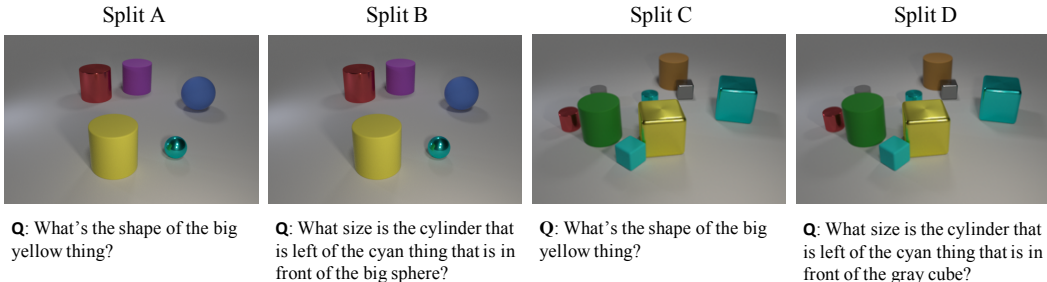 Split A
Split B
Split C
Split D
Q: What's the shape of the big
yellow thing?
Q: What size is the cylinder that
is left of the cyan thing that is in
front of the big sphere?
Q: What's the shape of the big
yellow thing?
Q: What size is the cylinder that
is left of the cyan thing that is in
front of the gray cube?